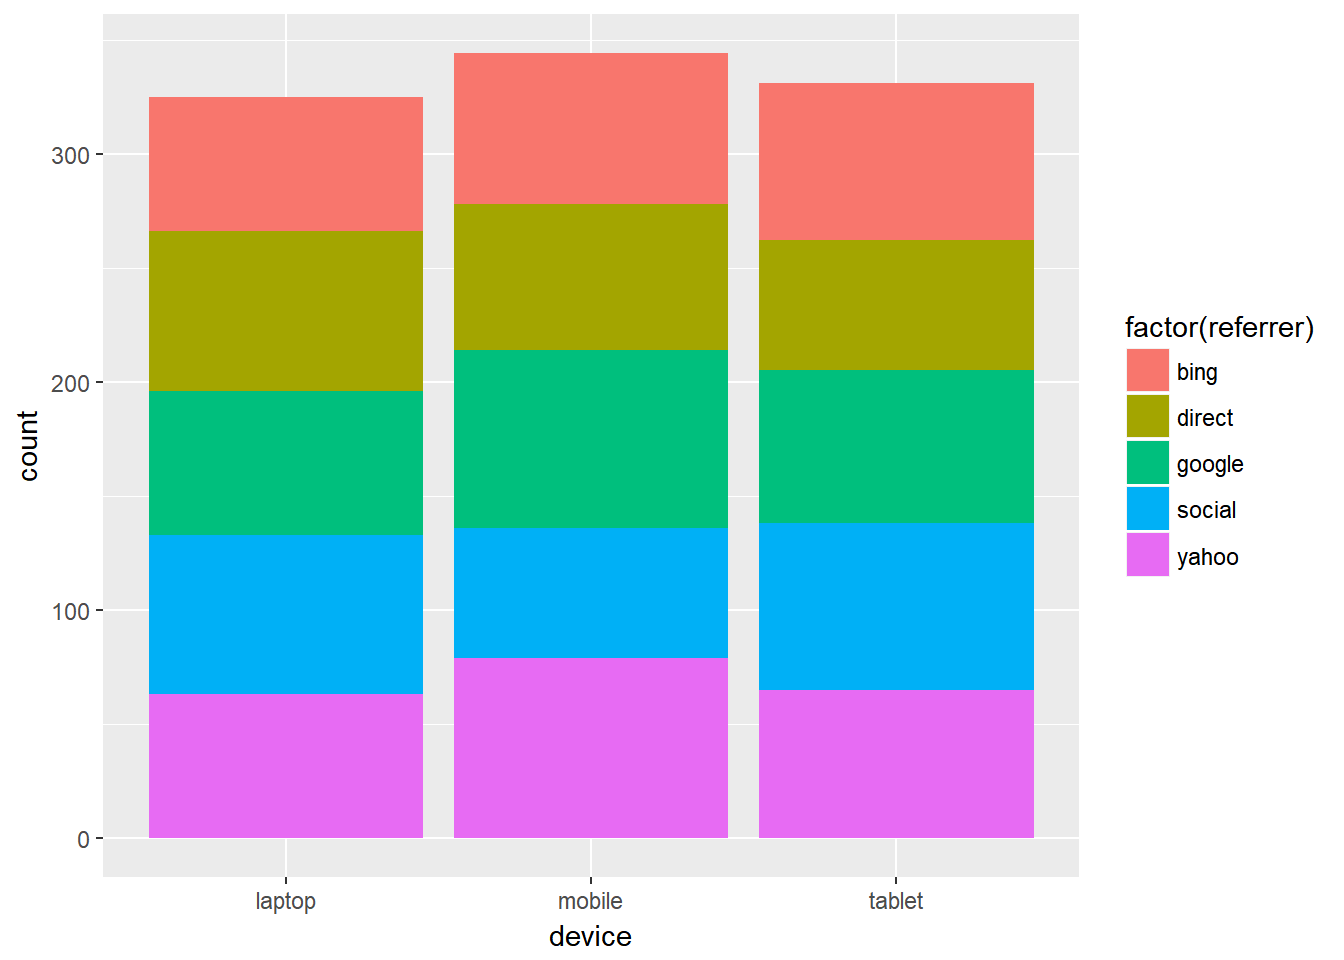 300
200
100
0
count
laptop
mobile
tablet
device
factor(referrer)
bing
direct
google
social
yahoo